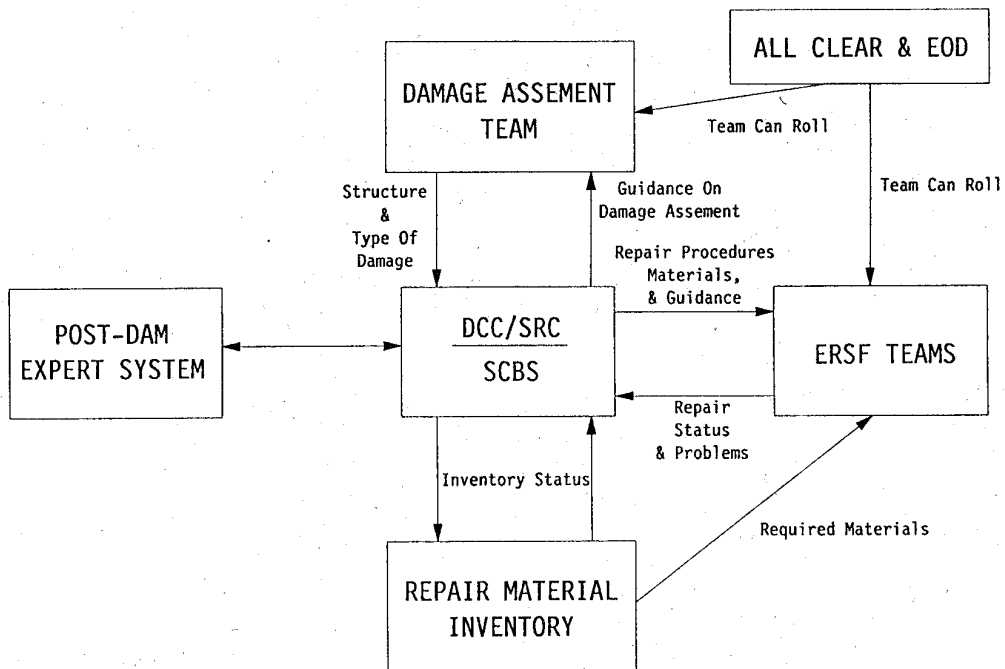 ALL CLEAR & EOD
DAMAGE ASSEMENT
TEAM
Team Can Roll
Team Can Roll
Structure
&
Type Of
Damage
Guidance On
Damage Assement
Repair Procedures
Materials,
& Guidance
POST-DAM
EXPERT SYSTEM
DCC/SRC
SCBS
ERSF TEAMS
Repair
Status
& Problems
Inventory Status
Required Materials
REPAIR MATERIAL
INVENTORY